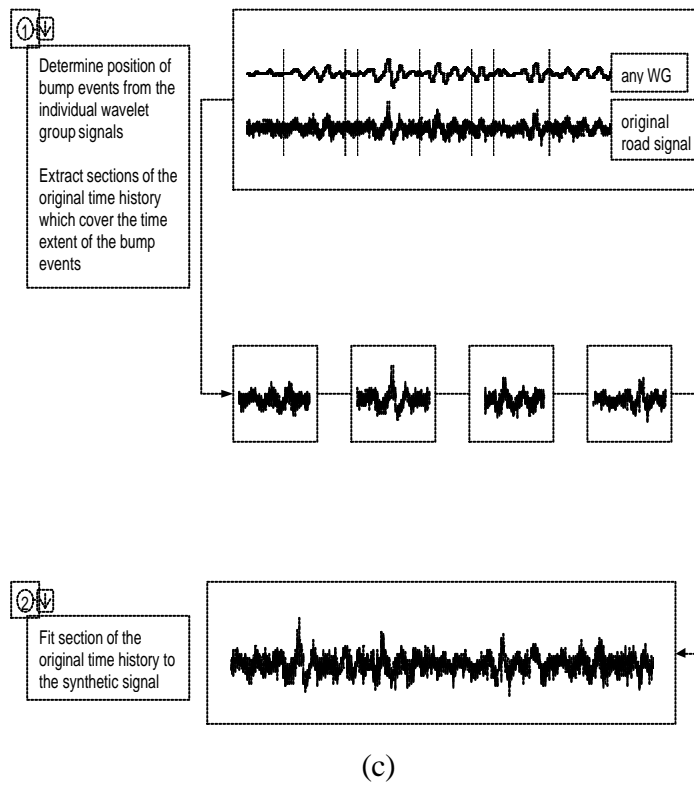 1
Determine position of
bump events from the
individual wavelet
group signals
Extract sections of the
original time history
which cover the time
extent of the bump
events
any WG
original
road signal
2
Fit section of the
original time history to
the synthetic signal
(c)